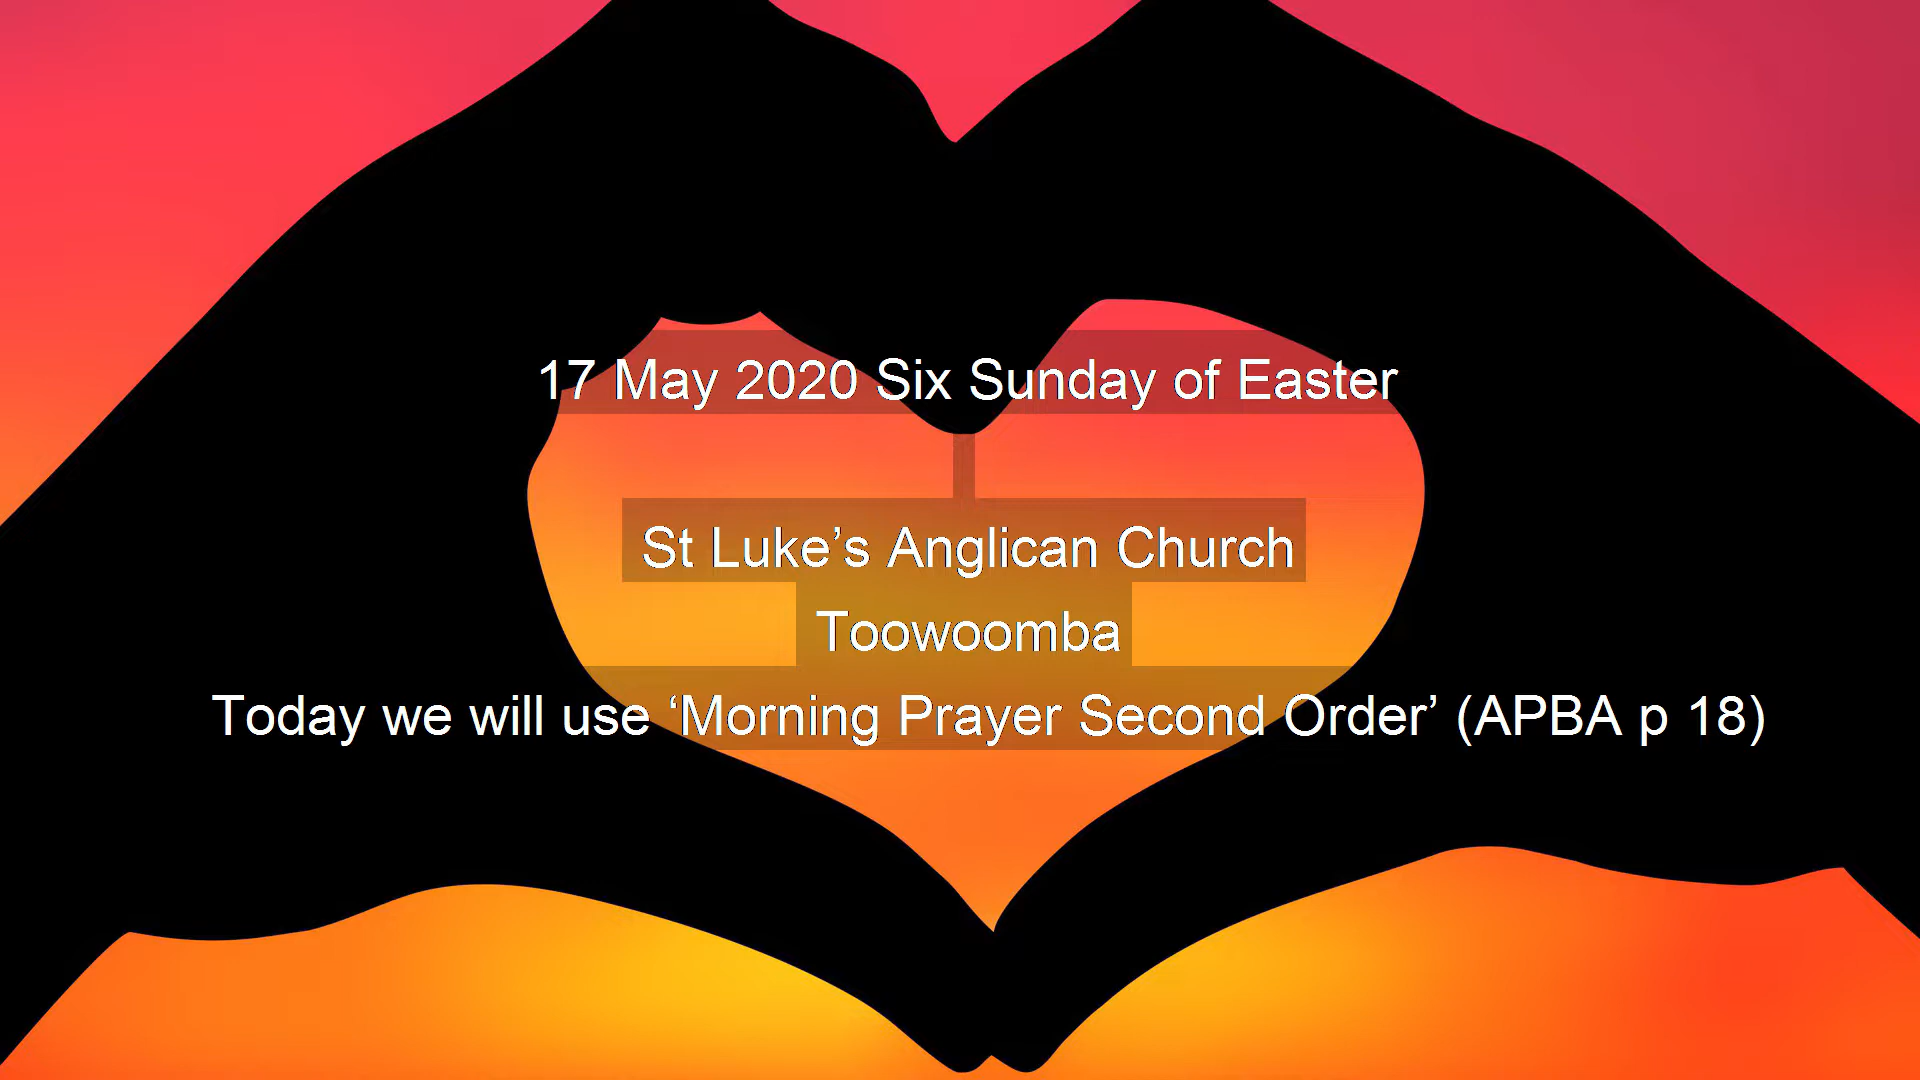 17 May 2020 Six Sunday of Easter
St Luke’s Anglican Church
Toowoomba
Today we will use ‘Morning Prayer Second Order’ (APBA p 18)